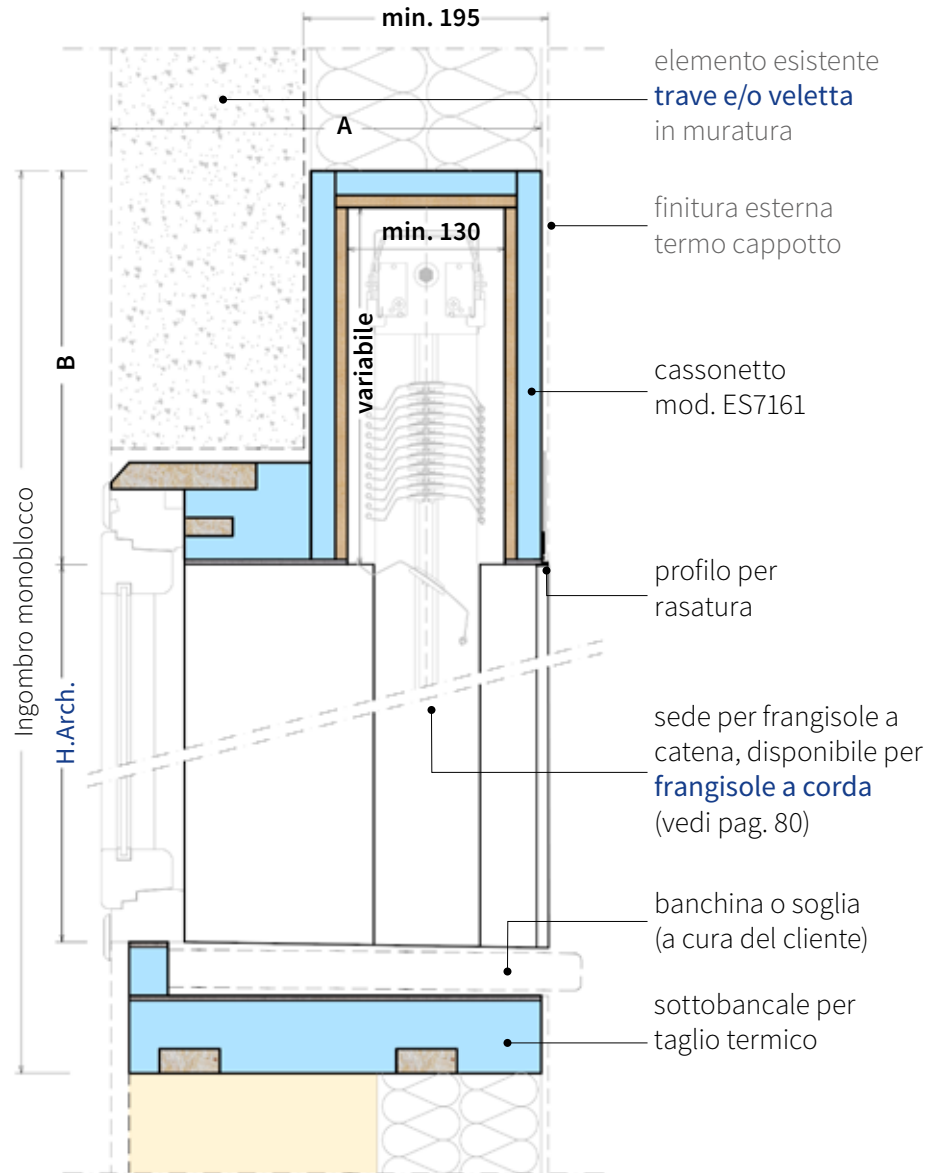 min. 195
elemento esistente
trave e/o veletta
in muratura
A
finitura esterna
termo cappotto
min. 130
variabile
B
cassonetto
mod. ES7161
Ingombro monoblocco
H.Arch.
profilo per
rasatura
sede per frangisole a
catena, disponibile per
frangisole a corda
(vedi pag. 80)
banchina o soglia
(a cura del cliente)
sottobancale per
taglio termico